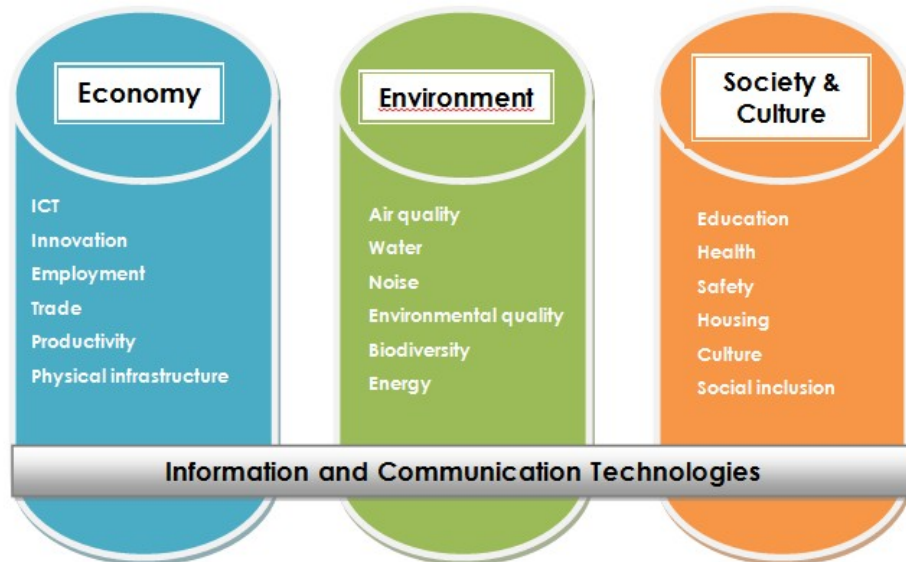 Economy
ICT
Innovation
Employment
Trade
Productivity
Physical infrastructure
Environment
Air quality
Water
Noise
Environmental quality
Biodiversity
Energy
Society &
Culture
Education
Health
Safety
Housing
Culture
Social inclusion
Information and Communication Technologies